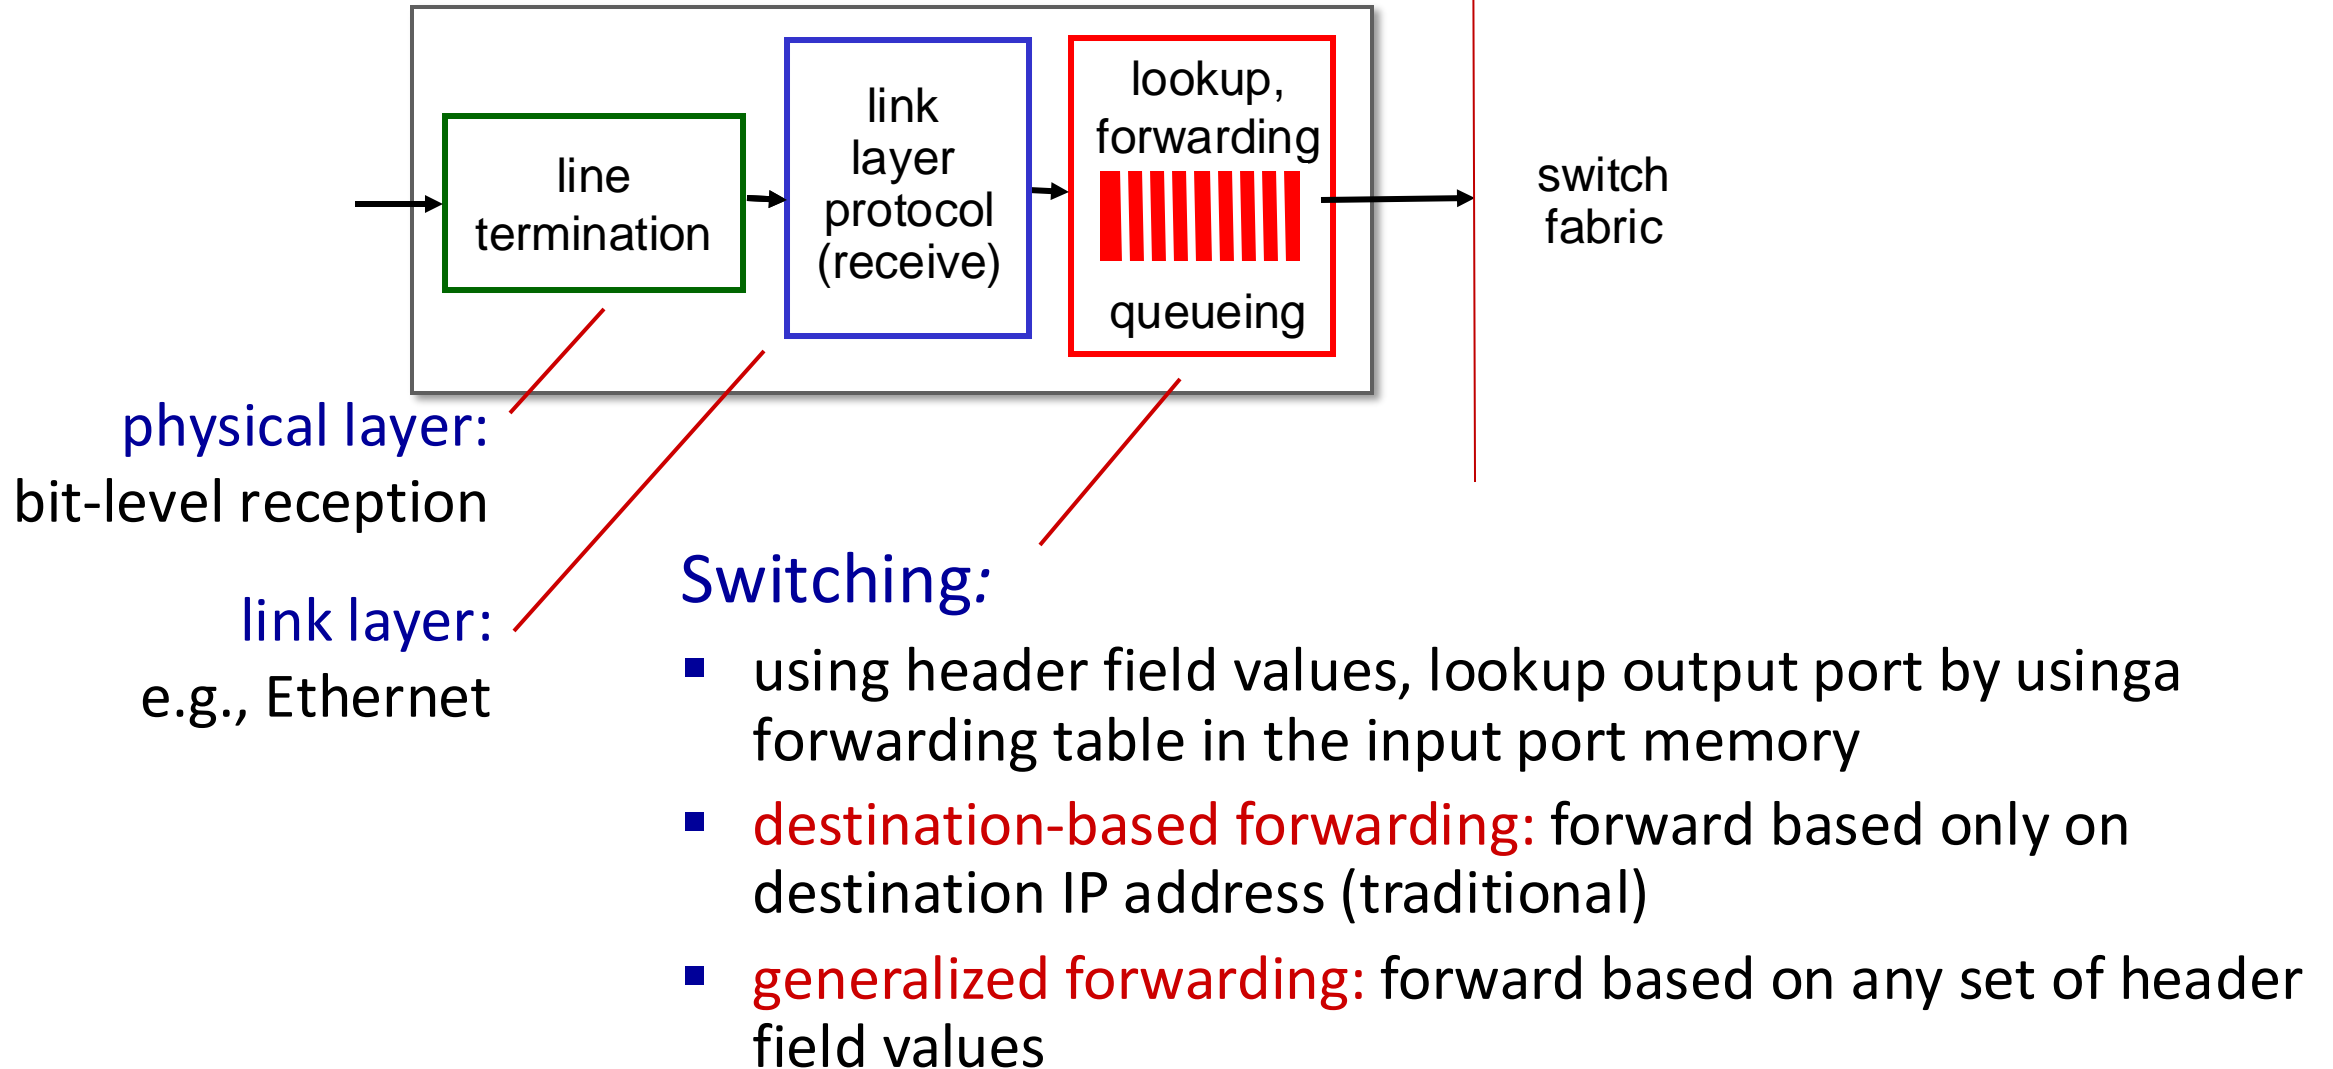 line
termination
link
layer
protocol
(receive)
lookup,
forwarding
queueing
switch
fabric
physical layer:
bit-level reception
link layer:
e.g., Ethernet
Switching:
using header field values, lookup output port by usinga
forwarding table in the input port memory
destination-based forwarding: forward based only on
destination IP address (traditional)
generalized forwarding: forward based on any set of header
field values